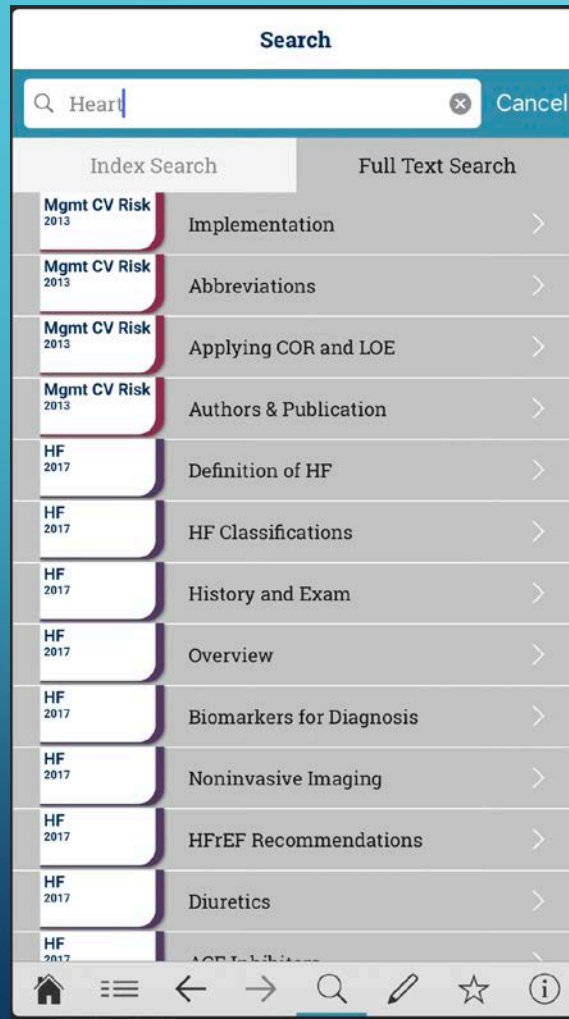 Search
Heart
Cancel
Index Search
Full Text Search
Mgmt CV Risk
2013
Implementation
Mgmt CV Risk
2013
Abbreviations
Mgmt CV Risk
2013
Applying COR and LOE
Mgmt CV Risk
2013
Authors & Publication
HF
2017
Definition of HF
HF
2017
HF Classifications
HF
2017
History and Exam
HF
2017
Overview
HF
2017
Biomarkers for Diagnosis
HF
2017
Noninvasive Imaging
HF
2017
HFrEF Recommendations
HF
2017
Diuretics
HF
2017
ACE Inhibitors